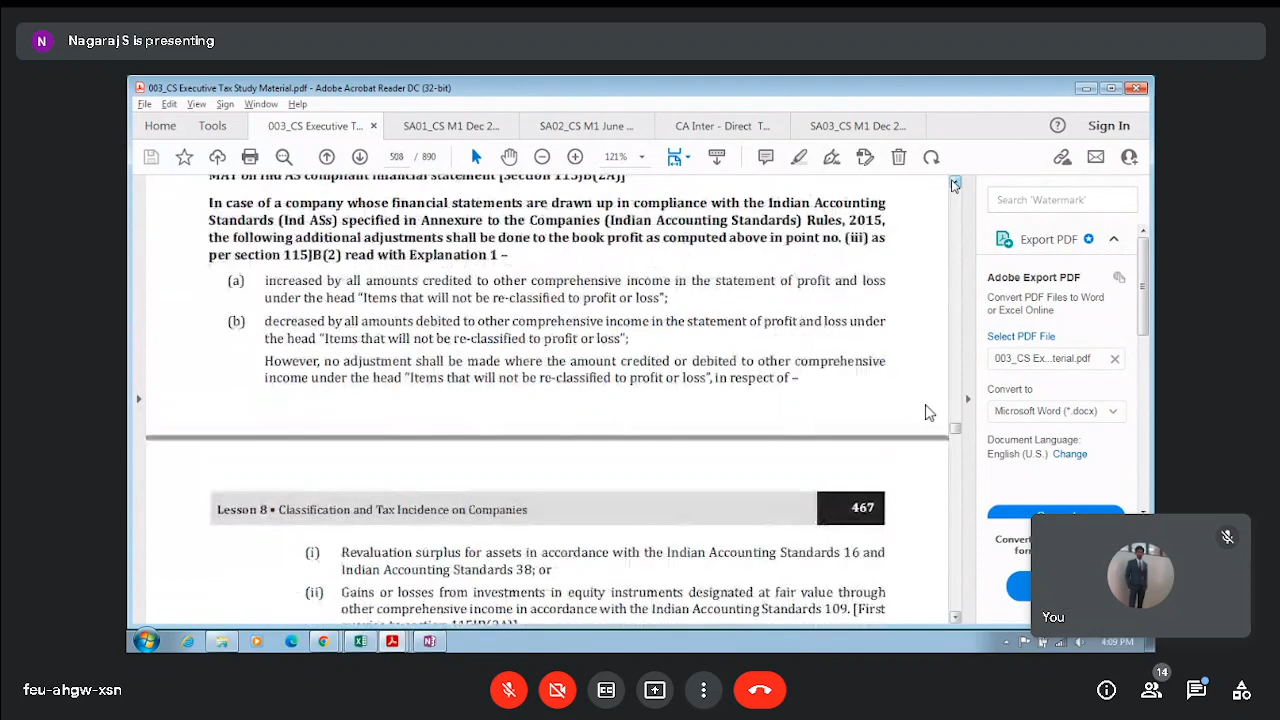 N
Nagaraj S is presenting
003_CS Executive Tax Study Material.pdf - Adobe Acrobat Reader DC (32-bit)
File Edit View Sign Window Help
Home Tools 003_CS Executive T... × SA01_CS M1 Dec 2... SA02_CS M1 June ... CA Inter - Direct T... SA03_CS M1 Dec 2... Sign In
508 / 890 121%
MAT on Ind AS compliant financial statement [Section 115JB(2A)]
In case of a company whose financial statements are drawn up in compliance with the Indian Accounting
Standards (Ind ASs) specified in Annexure to the Companies (Indian Accounting Standards) Rules, 2015,
the following additional adjustments shall be done to the book profit as computed above in point no. (iii) as
per section 115JB(2) read with Explanation 1 –
(a) increased by all amounts credited to other comprehensive income in the statement of profit and loss
under the head “Items that will not be re-classified to profit or loss”;
(b) decreased by all amounts debited to other comprehensive income in the statement of profit and loss under
the head “Items that will not be re-classified to profit or loss”;
However, no adjustment shall be made where the amount credited or debited to other comprehensive
income under the head “Items that will not be re-classified to profit or loss”, in respect of –
Lesson 8 • Classification and Tax Incidence on Companies 467
(i) Revaluation surplus for assets in accordance with the Indian Accounting Standards 16 and
Indian Accounting Standards 38; or
(ii) Gains or losses from investments in equity instruments designated at fair value through
other comprehensive income in accordance with the Indian Accounting Standards 109. [First
Search 'Watermark'
Export PDF
Adobe Export PDF
Convert PDF Files to Word
or Excel Online
Select PDF File
003_CS Ex...terial.pdf
Convert to
Microsoft Word (*.docx)
Document Language:
English (U.S.) Change
You
4:09 PM
feu-ahgw-xsn
14